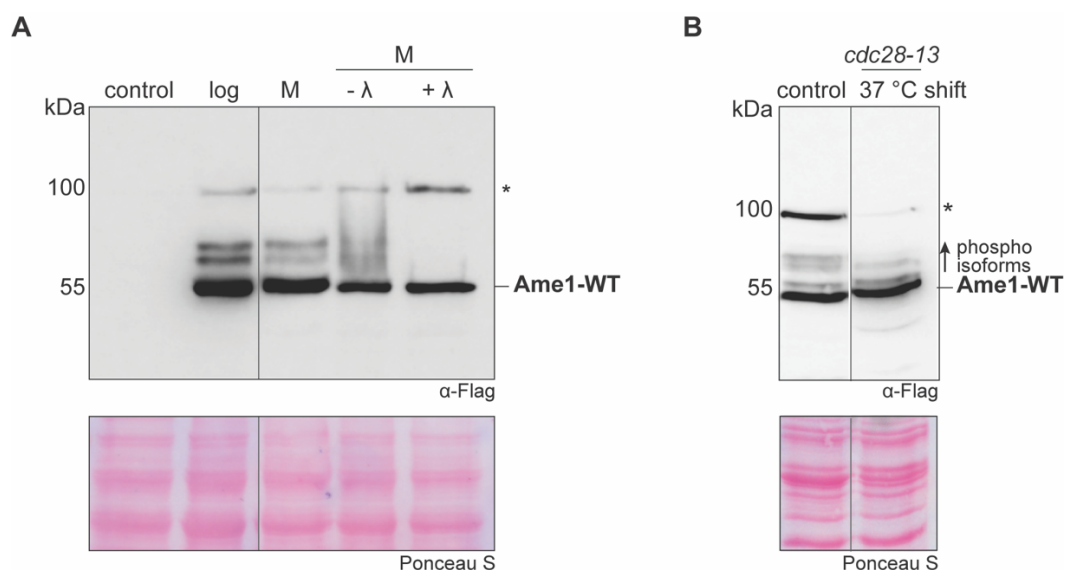 A
M
control log M - λ + λ
kDa
100
*
55
Ame1-WT
α-Flag
Ponceau S
B
cdc28-13
control 37 °C shift
kDa
100
*
phospho
isoforms
55
Ame1-WT
α-Flag
Ponceau S